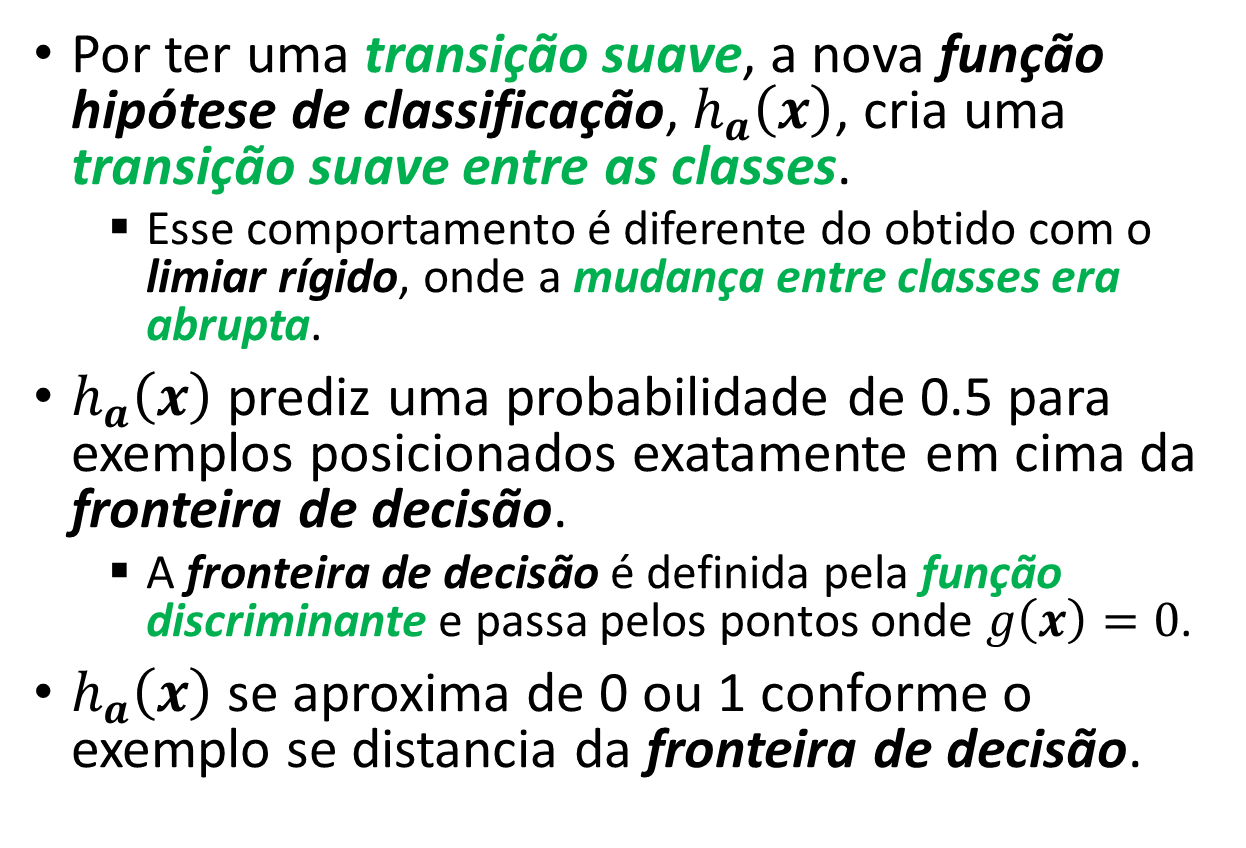 • Por ter uma transição suave, a nova função
hipótese de classificação, hₐ(x), cria uma
transição suave entre as classes.
▪ Esse comportamento é diferente do obtido com o
limiar rígido, onde a mudança entre classes era
abrupta.
• hₐ(x) prediz uma probabilidade de 0.5 para
exemplos posicionados exatamente em cima da
fronteira de decisão.
▪ A fronteira de decisão é definida pela função
discriminante e passa pelos pontos onde g(x) = 0.
• hₐ(x) se aproxima de 0 ou 1 conforme o
exemplo se distancia da fronteira de decisão.